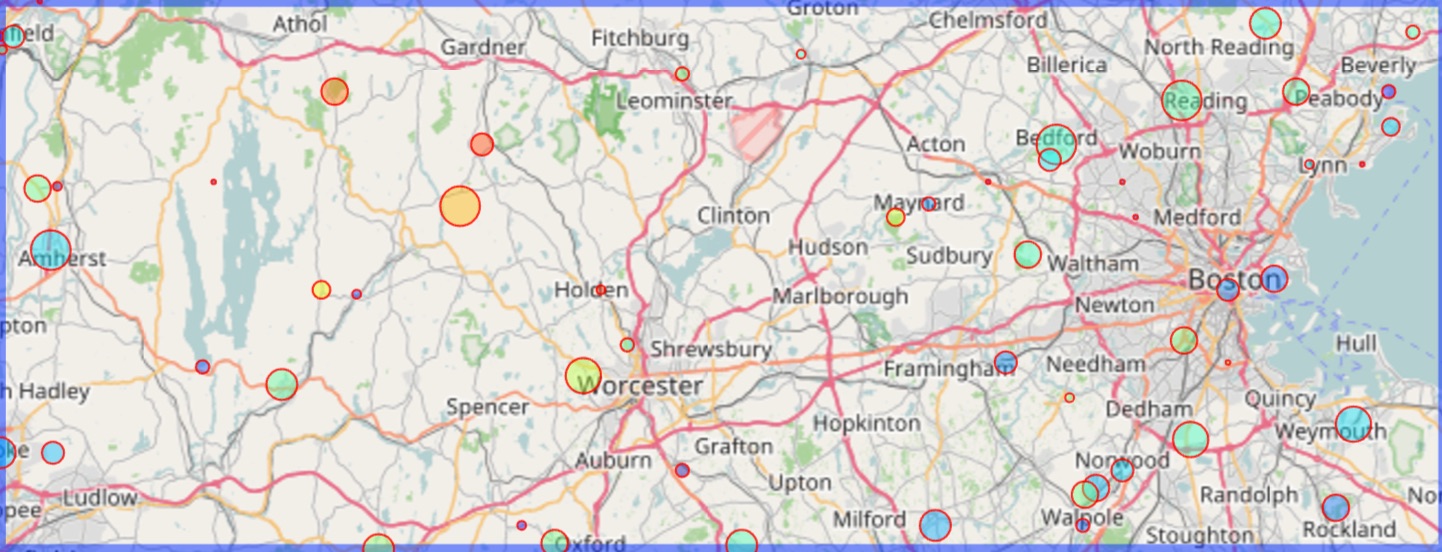 Groton
Chelmsford
Athol
field
Gardner
Fitchburg
North Reading
Billerica
Beverly
Leominster
Reading
Peabody
Acton
Bedford
Woburn
Lynn
Maynard
Clinton
Medford
Hudson
Sudbury
Waltham
Amherst
Boston
Holden
Marlborough
Newton
pton
Hull
Shrewsbury
Framingham
Needham
Worcester
h Hadley
Spencer
Dedham
Quincy
Hopkinton
Weymouth
Grafton
oke
Auburn
Norwood
Upton
Ludlow
Randolph
No
pee
Milford
Walpole
Rockland
Stoughton
Oxford